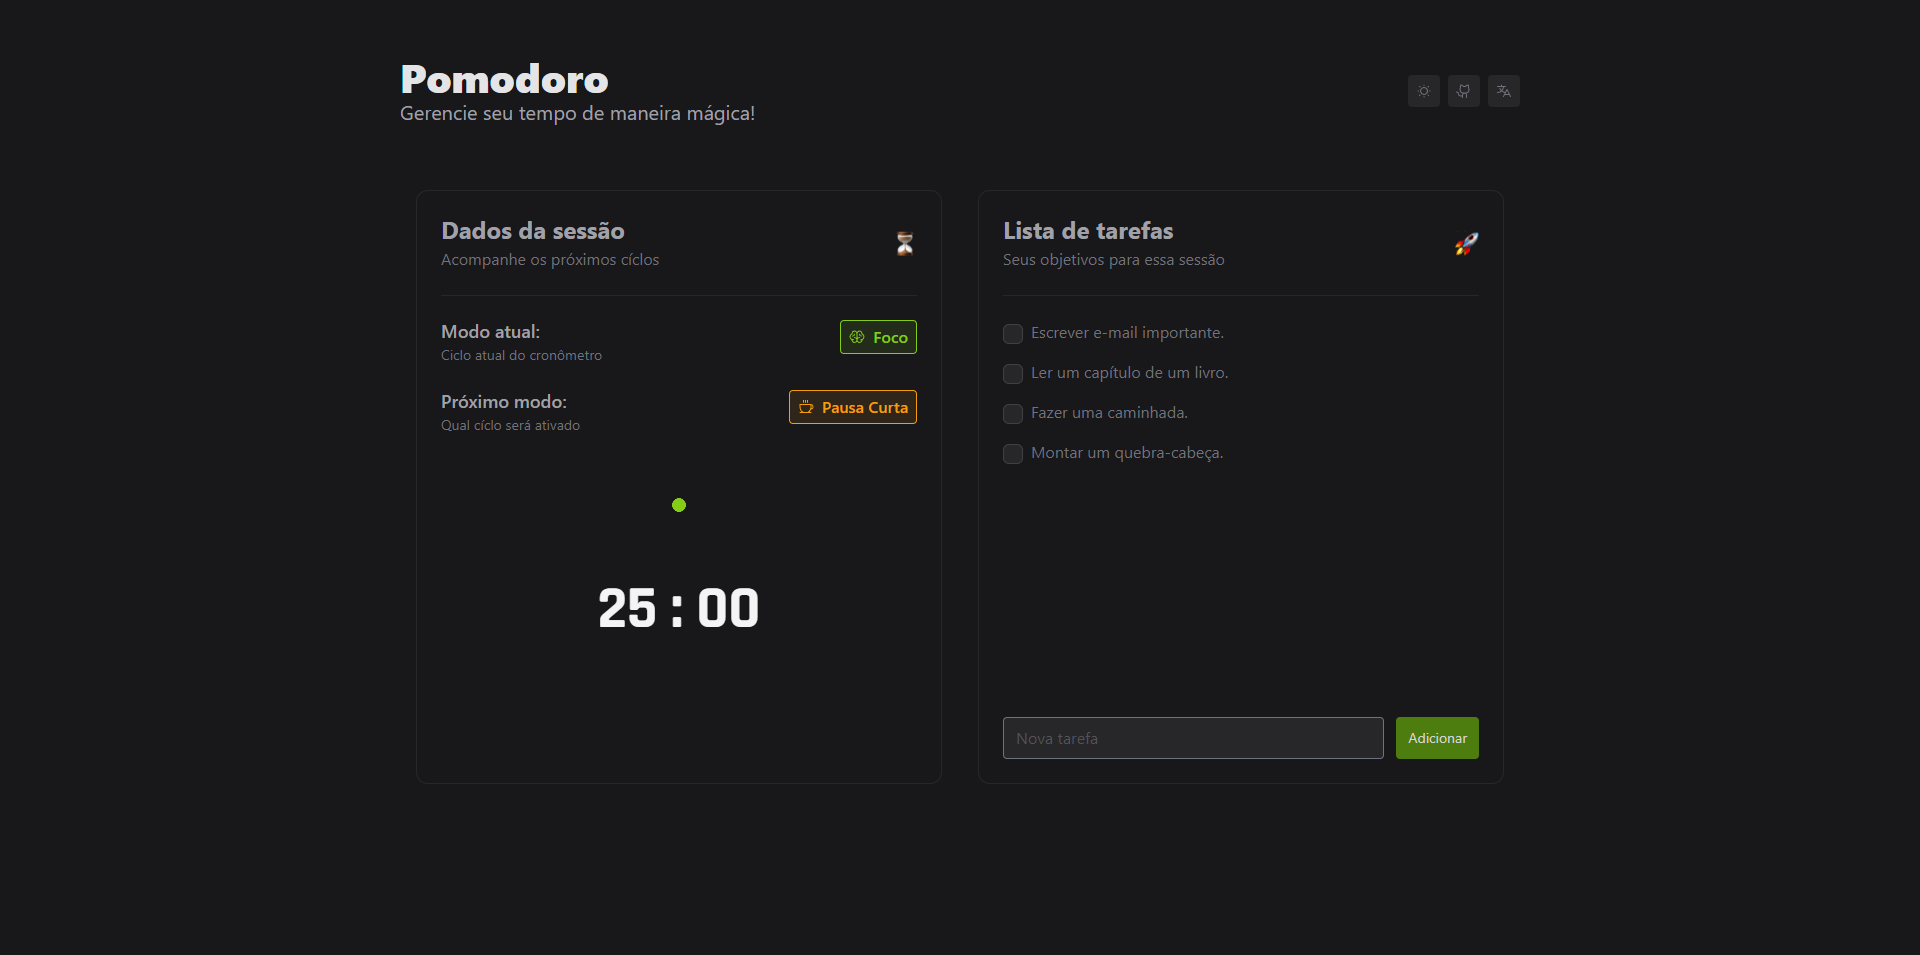 Pomodoro
Gerencie seu tempo de maneira mágica!
Dados da sessão
Acompanhe os próximos cíclos
Modo atual:
Foco
Ciclo atual do cronômetro
Próximo modo:
Pausa Curta
Qual cíclo será ativado
25 : 00
Lista de tarefas
Seus objetivos para essa sessão
Escrever e-mail importante.
Ler um capítulo de um livro.
Fazer uma caminhada.
Montar um quebra-cabeça.
Nova tarefa
Adicionar